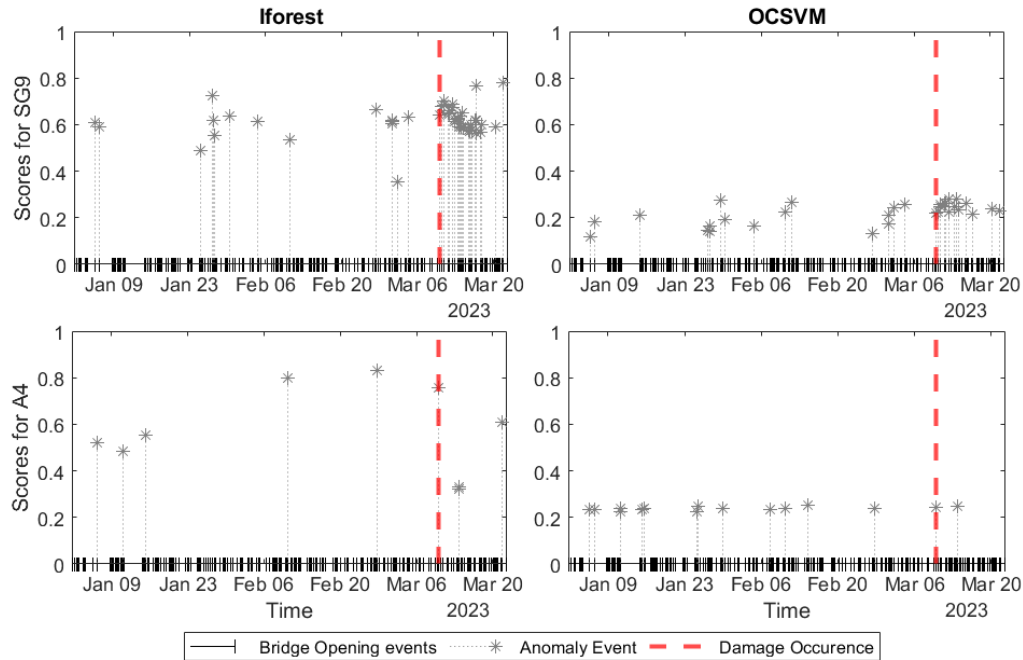 Iforest
OCSVM
Scores for SG9
1
0.8
0.6
0.4
0.2
0
Jan 09 Jan 23 Feb 06 Feb 20 Mar 06 Mar 20
2023
1
0.8
0.6
0.4
0.2
0
Jan 09 Jan 23 Feb 06 Feb 20 Mar 06 Mar 20
2023
Scores for A4
1
0.8
0.6
0.4
0.2
0
Jan 09 Jan 23 Feb 06 Feb 20 Mar 06 Mar 20
Time 2023
1
0.8
0.6
0.4
0.2
0
Jan 09 Jan 23 Feb 06 Feb 20 Mar 06 Mar 20
Time 2023
Bridge Opening events Anomaly Event Damage Occurence